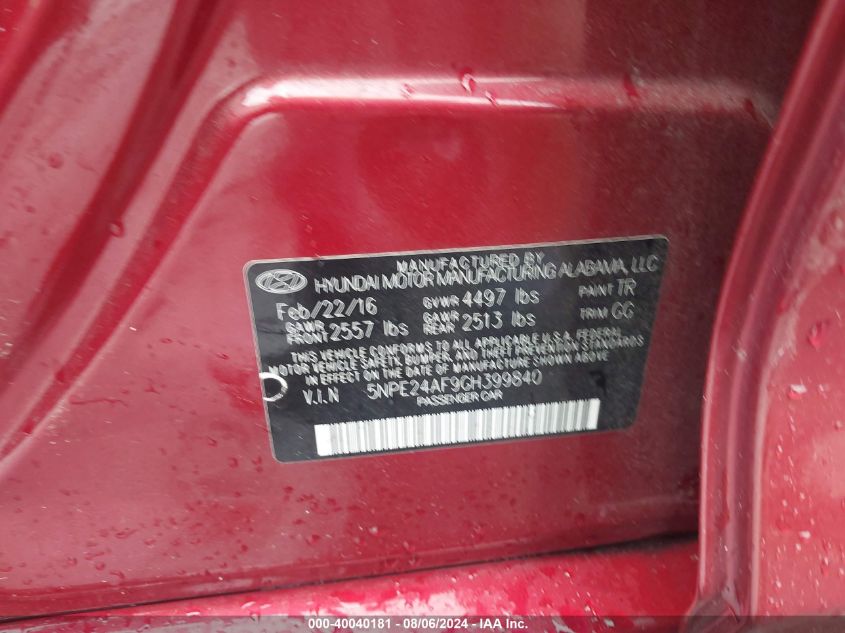 MANUFACTURED BY
HYUNDAI MOTOR MANUFACTURING ALABAMA, LLC
Feb/22/16 GVWR 4497 lbs PAINT TR
GAWR FRONT 2557 lbs GAWR REAR 2513 lbs TRIM GG
THIS VEHICLE CONFORMS TO ALL APPLICABLE U.S.A. FEDERAL
MOTOR VEHICLE SAFETY, BUMPER, AND THEFT PREVENTION STANDARDS
IN EFFECT ON THE DATE OF MANUFACTURE SHOWN ABOVE.
V.I.N 5NPE24AF9GH399840
PASSENGER CAR
000-40040181 - 08/06/2024 - IAAI.COM